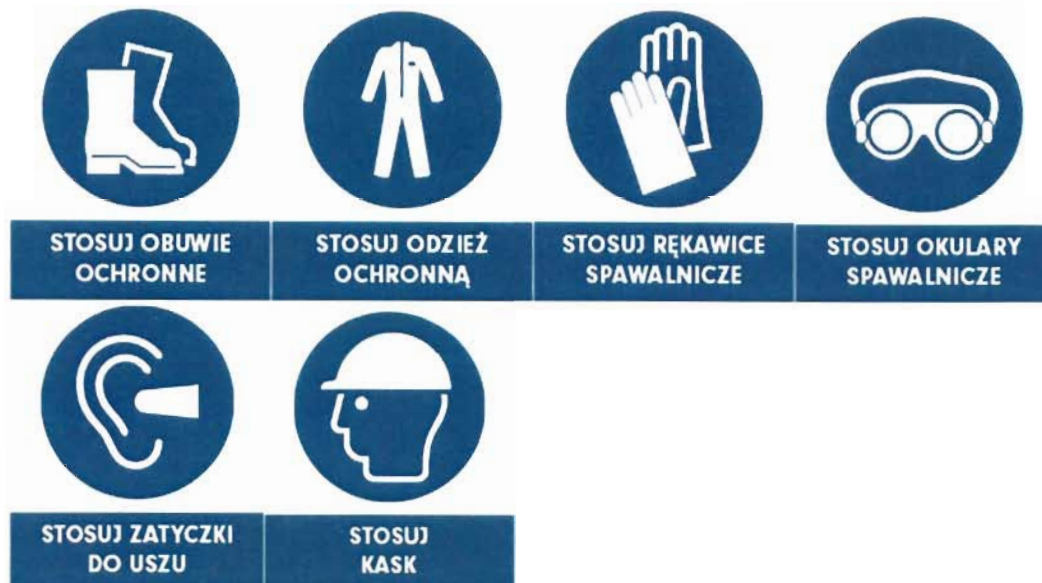 STOSUJ OBUWIE
OCHRONNE
STOSUJ ODZIEŻ
OCHRONNĄ
STOSUJ RĘKAWICE
SPAWALNICZE
STOSUJ OKULARY
SPAWALNICZE
STOSUJ ZATYCZKI
DO USZU
STOSUJ
KASK